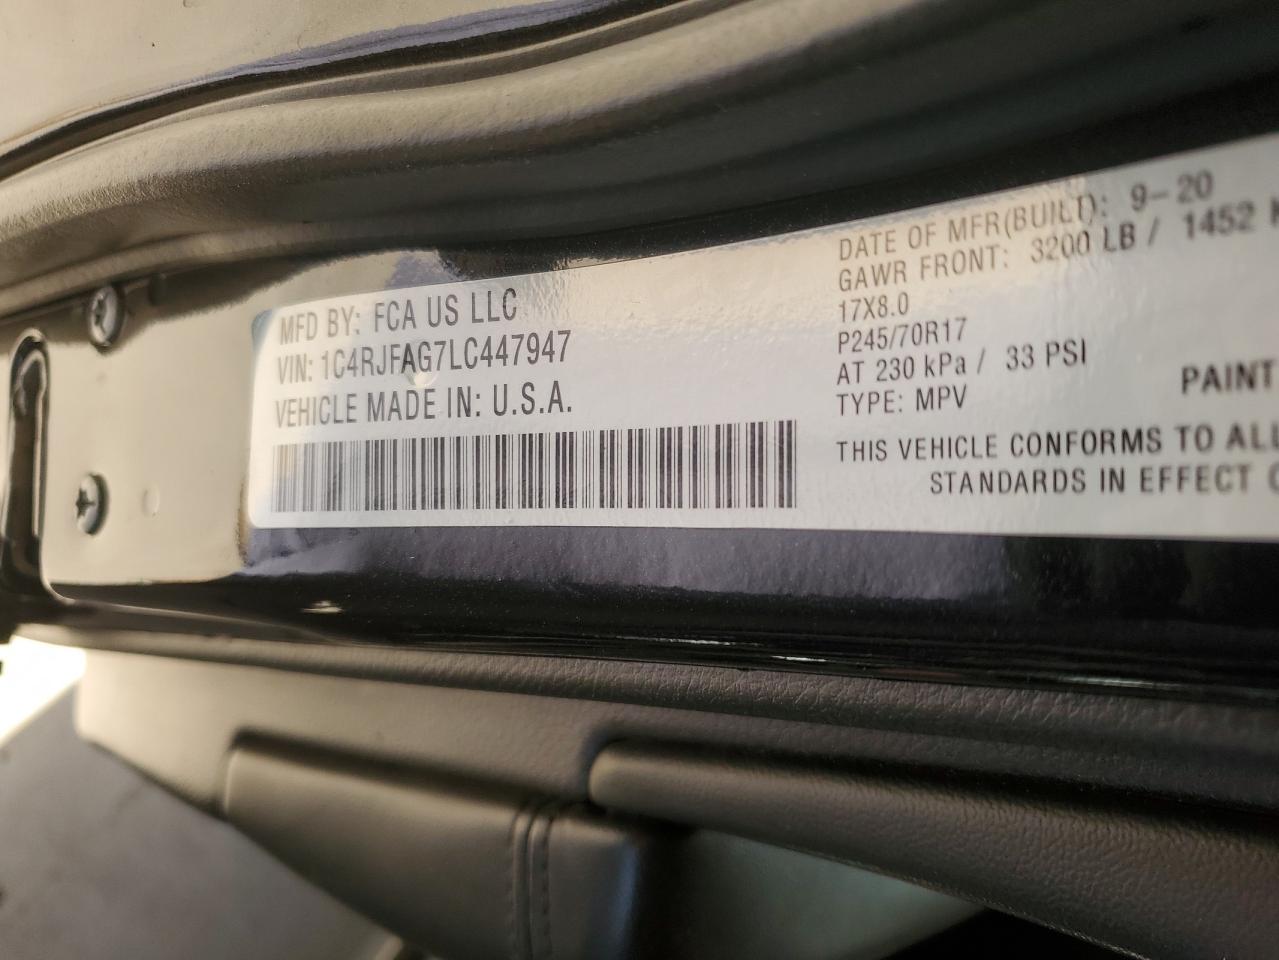 MFD BY: FCA US LLC
VIN: 1C4RJFAG7LC447947
VEHICLE MADE IN: U.S.A.
DATE OF MFR(BUILT): 9-20
GAWR FRONT: 3200 LB / 1452
17X8.0
P245/70R17
AT 230 kPa / 33 PSI
TYPE: MPV
PAINT
THIS VEHICLE CONFORMS TO ALL
STANDARDS IN EFFECT